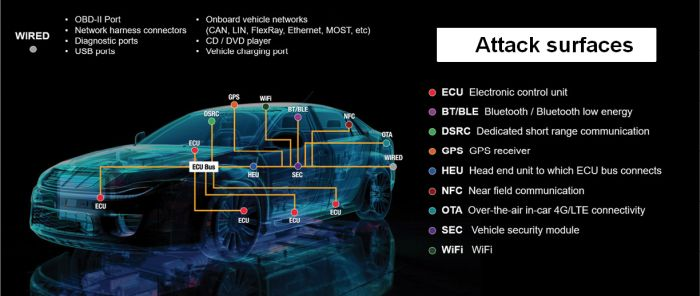 WIRED
• OBD-II Port
• Network harness connectors
• Diagnostic ports
• USB ports
• Onboard vehicle networks
(CAN, LIN, FlexRay, Ethernet, MOST, etc)
• CD / DVD player
• Vehicle charging port
Attack surfaces
ECU Electronic control unit
BT/BLE Bluetooth / Bluetooth low energy
DSRC Dedicated short range communication
GPS GPS receiver
HEU Head end unit to which ECU bus connects
NFC Near field communication
OTA Over-the-air in-car 4G/LTE connectivity
SEC Vehicle security module
WiFi WiFi
GPS
WiFi
BT/BLE
DSRC
NFC
OTA
ECU
WIRED
ECU Bus
HEU
SEC
ECU
ECU
ECU
ECU